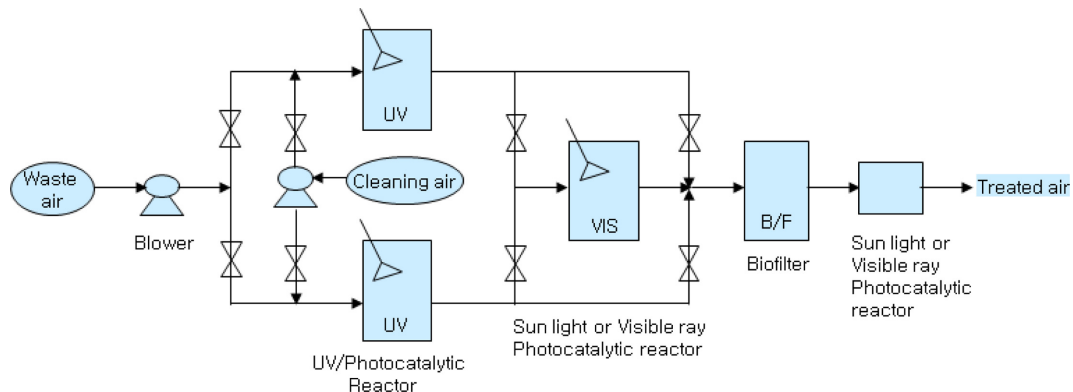 UV
Waste
air
Cleaning air
Blower
VIS
B/F
Treated air
Biofilter
Sun light or
Visible ray
Photocatalytic
reactor
UV
Sun light or Visible ray
Photocatalytic reactor
UV/Photocatalytic
Reactor